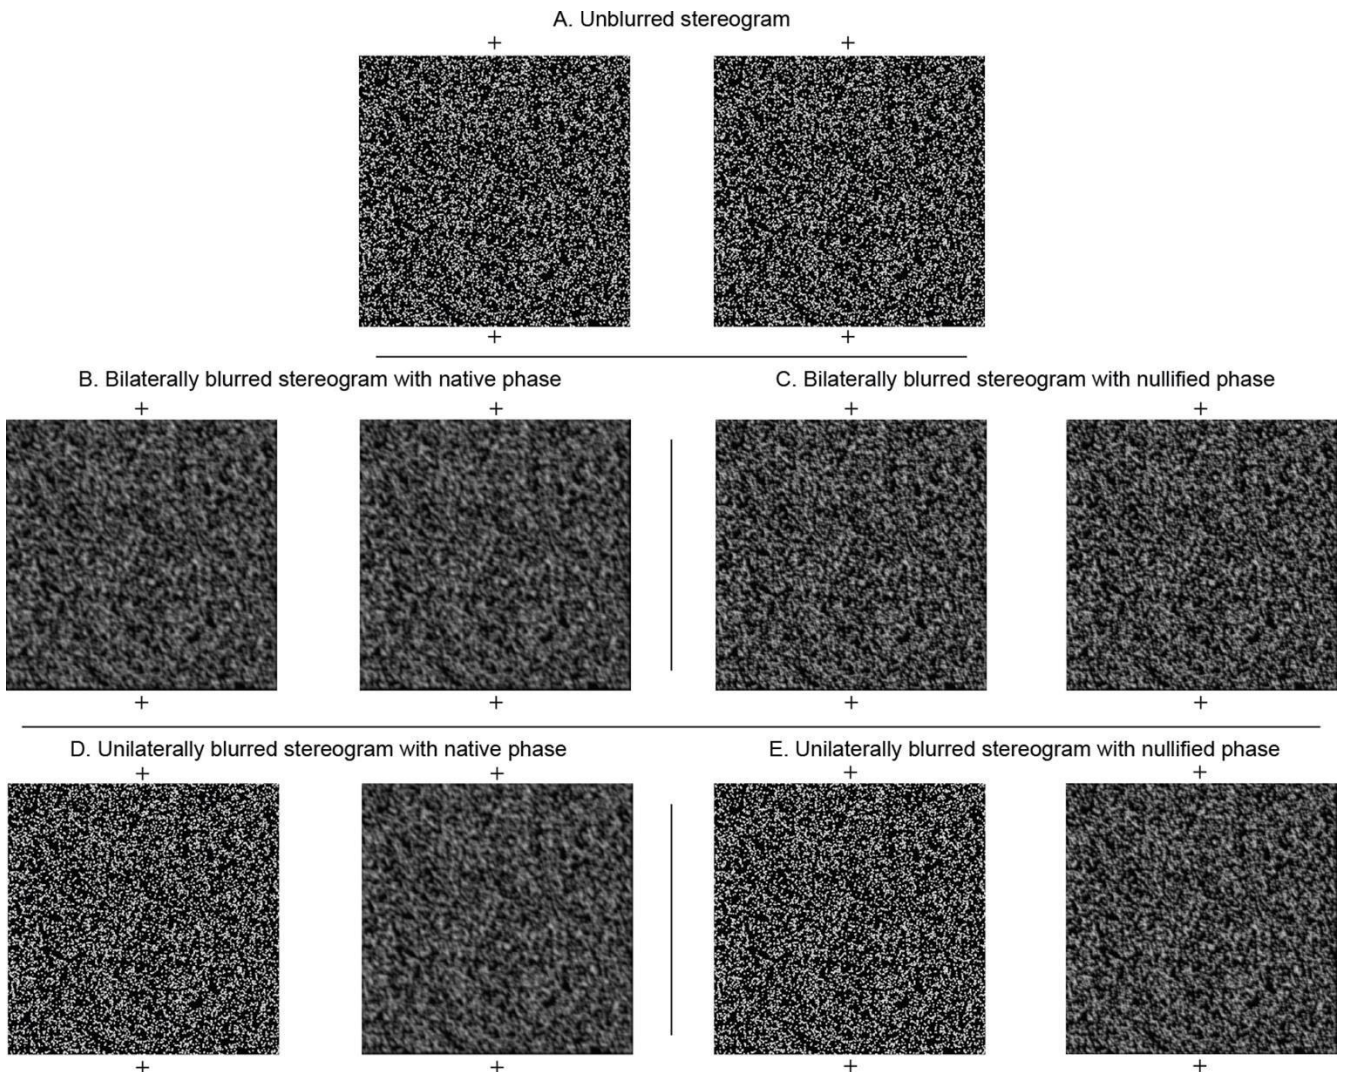 A. Unblurred stereogram
B. Bilaterally blurred stereogram with native phase
C. Bilaterally blurred stereogram with nullified phase
D. Unilaterally blurred stereogram with native phase
E. Unilaterally blurred stereogram with nullified phase